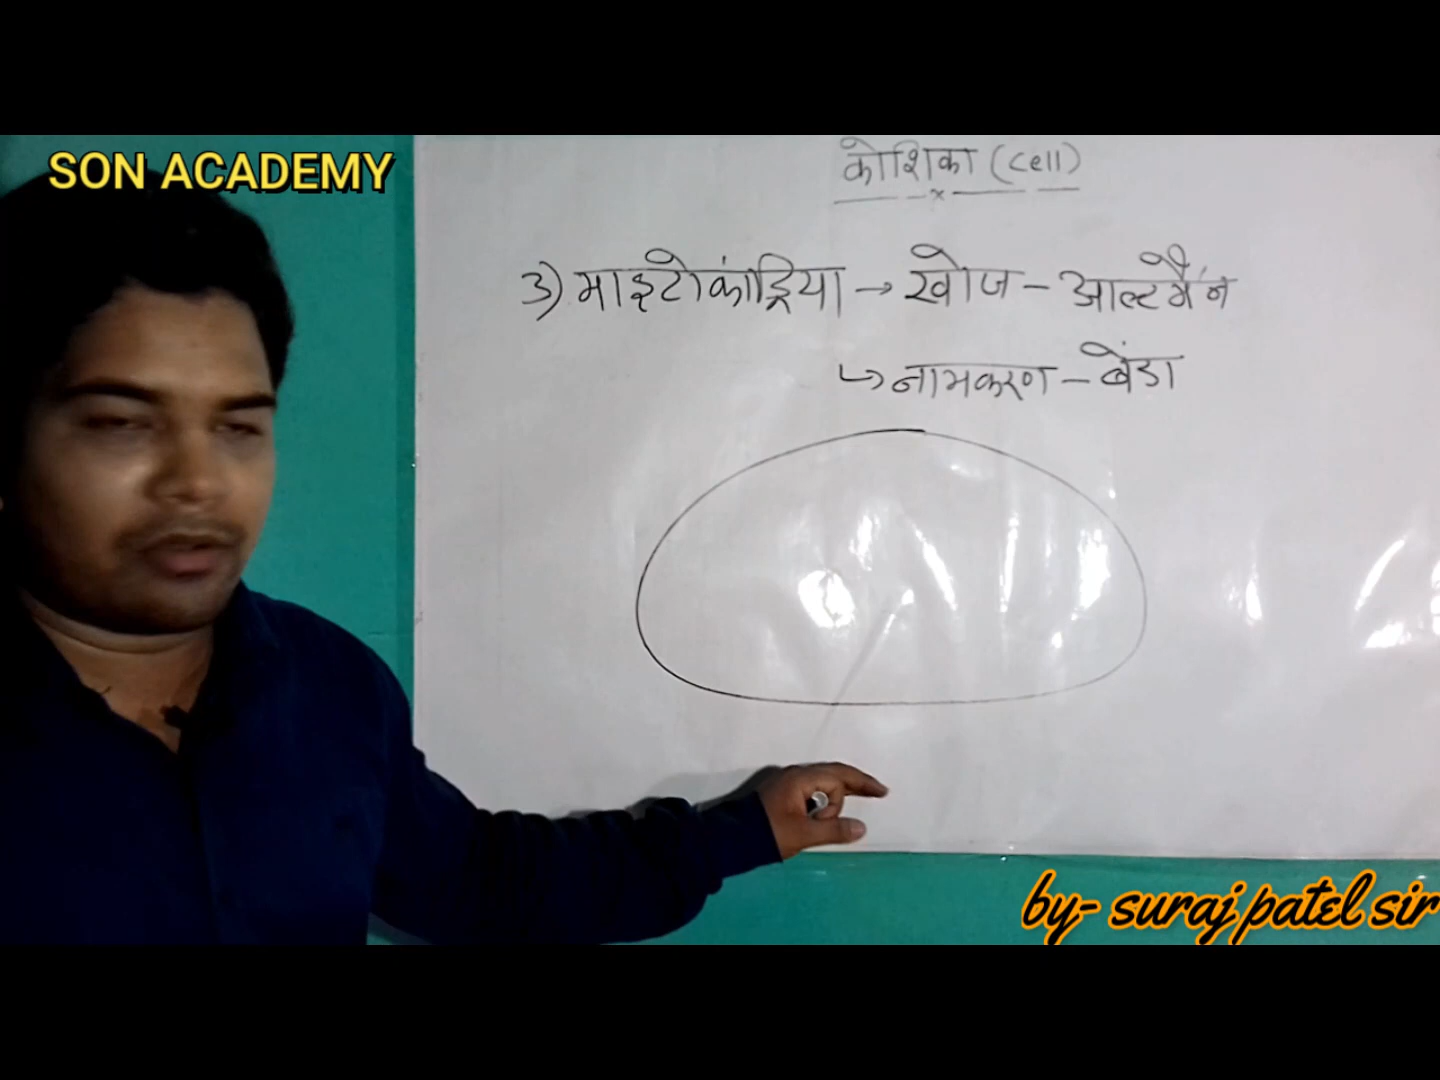 SON ACADEMY
कोशिका (cell)
3) माइटोकांड्रिया → खोज - आल्टमैंन
↳ नामकरण - बेंडा
by- suraj patel sir